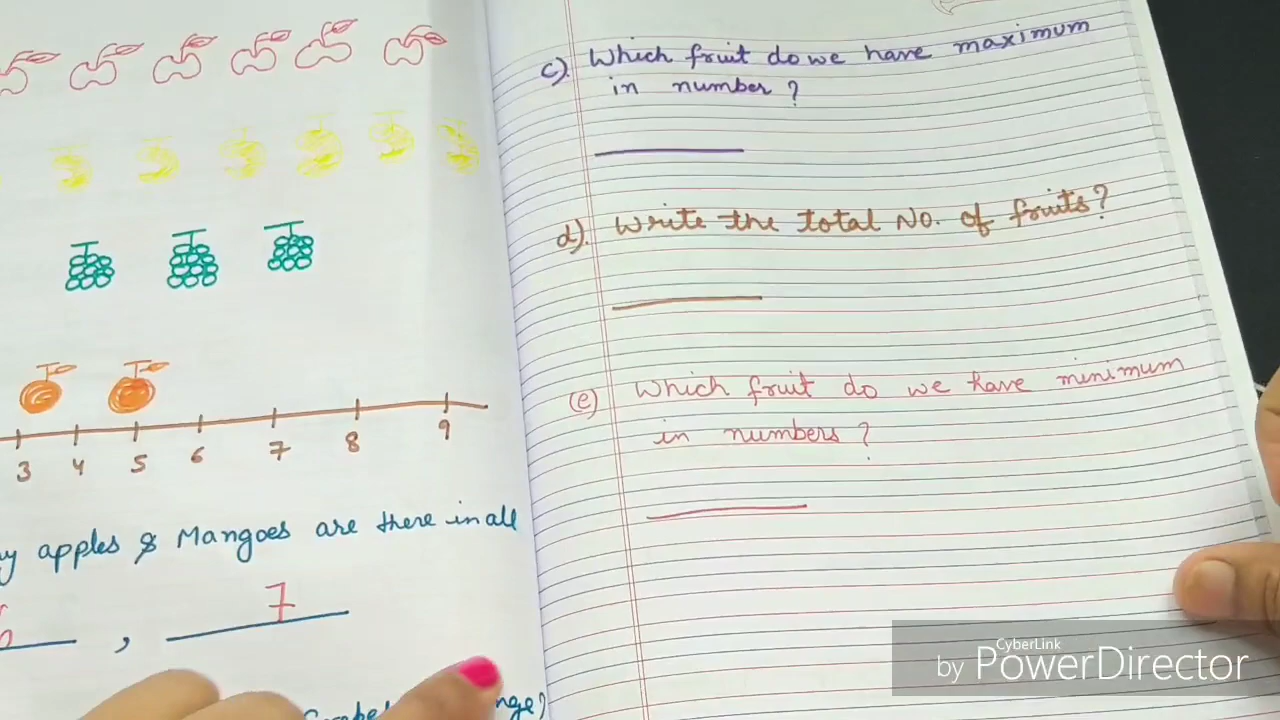 3 4 5 6 7 8 9
apples & Mangoes are there in all
, 7
c). Which fruit do we have maximum
in number ?
d). Write the total No. of fruits?
(e) Which fruit do we have minimum
in numbers ?
CyberLink
by PowerDirector